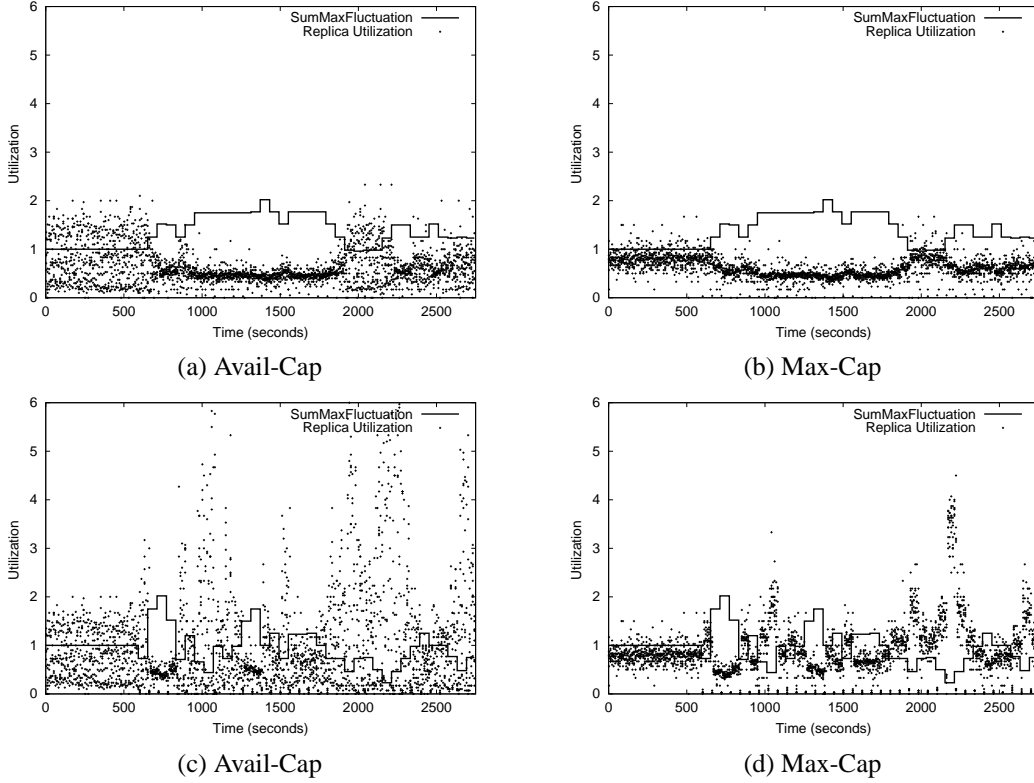 6
5
4
3
2
1
0
Utilization
0 500 1000 1500 2000 2500
Time (seconds)
SumMaxFluctuation
Replica Utilization
(a) Avail-Cap
6
5
4
3
2
1
0
Utilization
0 500 1000 1500 2000 2500
Time (seconds)
SumMaxFluctuation
Replica Utilization
(b) Max-Cap
6
5
4
3
2
1
0
Utilization
0 500 1000 1500 2000 2500
Time (seconds)
SumMaxFluctuation
Replica Utilization
(c) Avail-Cap
6
5
4
3
2
1
0
Utilization
0 500 1000 1500 2000 2500
Time (seconds)
SumMaxFluctuation
Replica Utilization
(d) Max-Cap